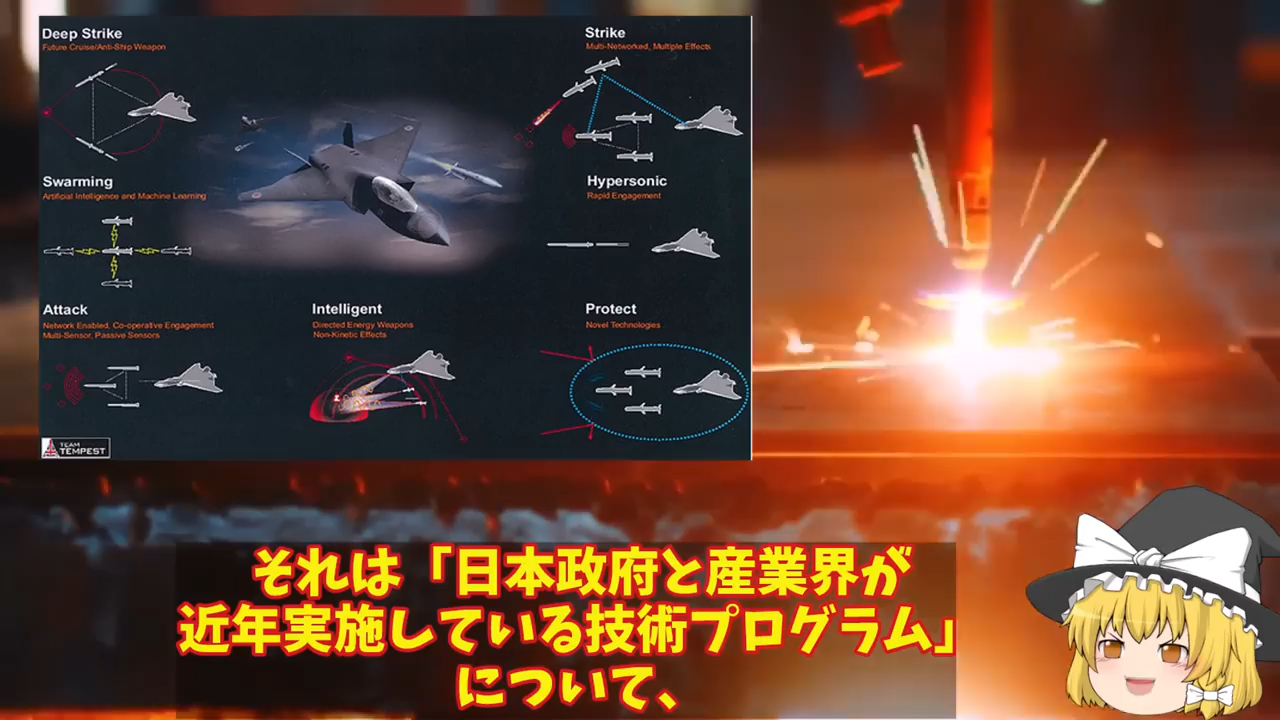 Deep Strike
Future Cruise/Anti-Ship Weapon
Strike
Multi-Networked, Multiple Effects
Swarming
Artificial Intelligence and Machine Learning
Hypersonic
Rapid Engagement
Attack
Network Enabled, Co-operative Engagement
Multi-Sensor, Passive Sensors
Intelligent
Directed Energy Weapons
Non-Kinetic Effects
Protect
Novel Technologies
TEAM
TEMPEST
それは「日本政府と産業界が
近年実施している技術プログラム」
について、